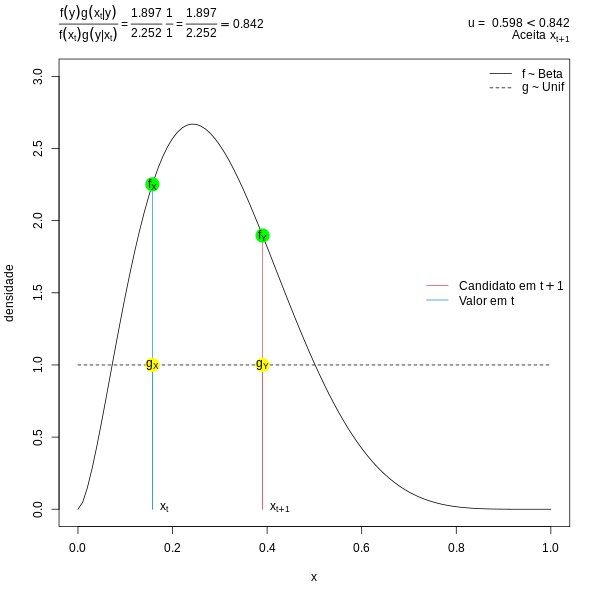 f(y)g(xₜ|y) / f(xₜ)g(y|xₜ) = 1.897 / 2.252 1 / 1 = 1.897 / 2.252 = 0.842
u = 0.598 < 0.842
Aceita xₜ₊₁
f ~ Beta
g ~ Unif
fX
fY
Candidato em t + 1
Valor em t
gX
gY
xₜ
xₜ₊₁
densidade
0.0
0.5
1.0
1.5
2.0
2.5
3.0
0.0 0.2 0.4 0.6 0.8 1.0
x